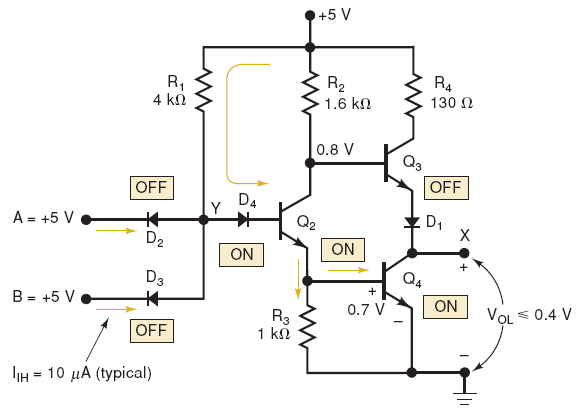 +5 V
R1
4 kΩ
R2
1.6 kΩ
R4
130 Ω
0.8 V
Q3
OFF
OFF
Y
D4
A = +5 V
D2
ON
Q2
ON
D1
X
+
D3
B = +5 V
OFF
R3
1 kΩ
+
0.7 V
–
Q4
ON
VOL ≤ 0.4 V
–
IIH = 10 μA (typical)